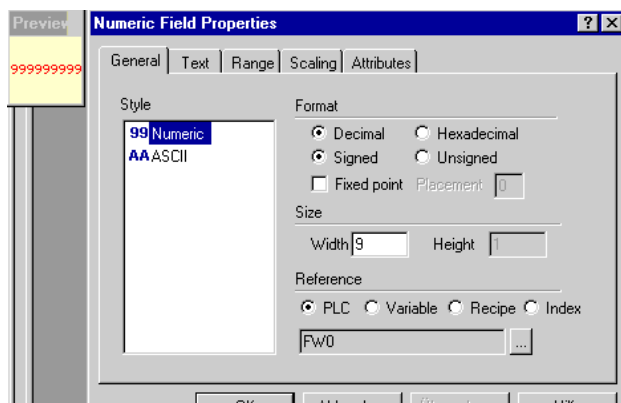 Preview
Numeric Field Properties
999999999
General Text Range Scaling Attributes
Style
99 Numeric
AA ASCII
Format
Decimal Hexadecimal
Signed Unsigned
Fixed point Placement 0
Size
Width 9 Height 1
Reference
PLC Variable Recipe Index
FW0 ...